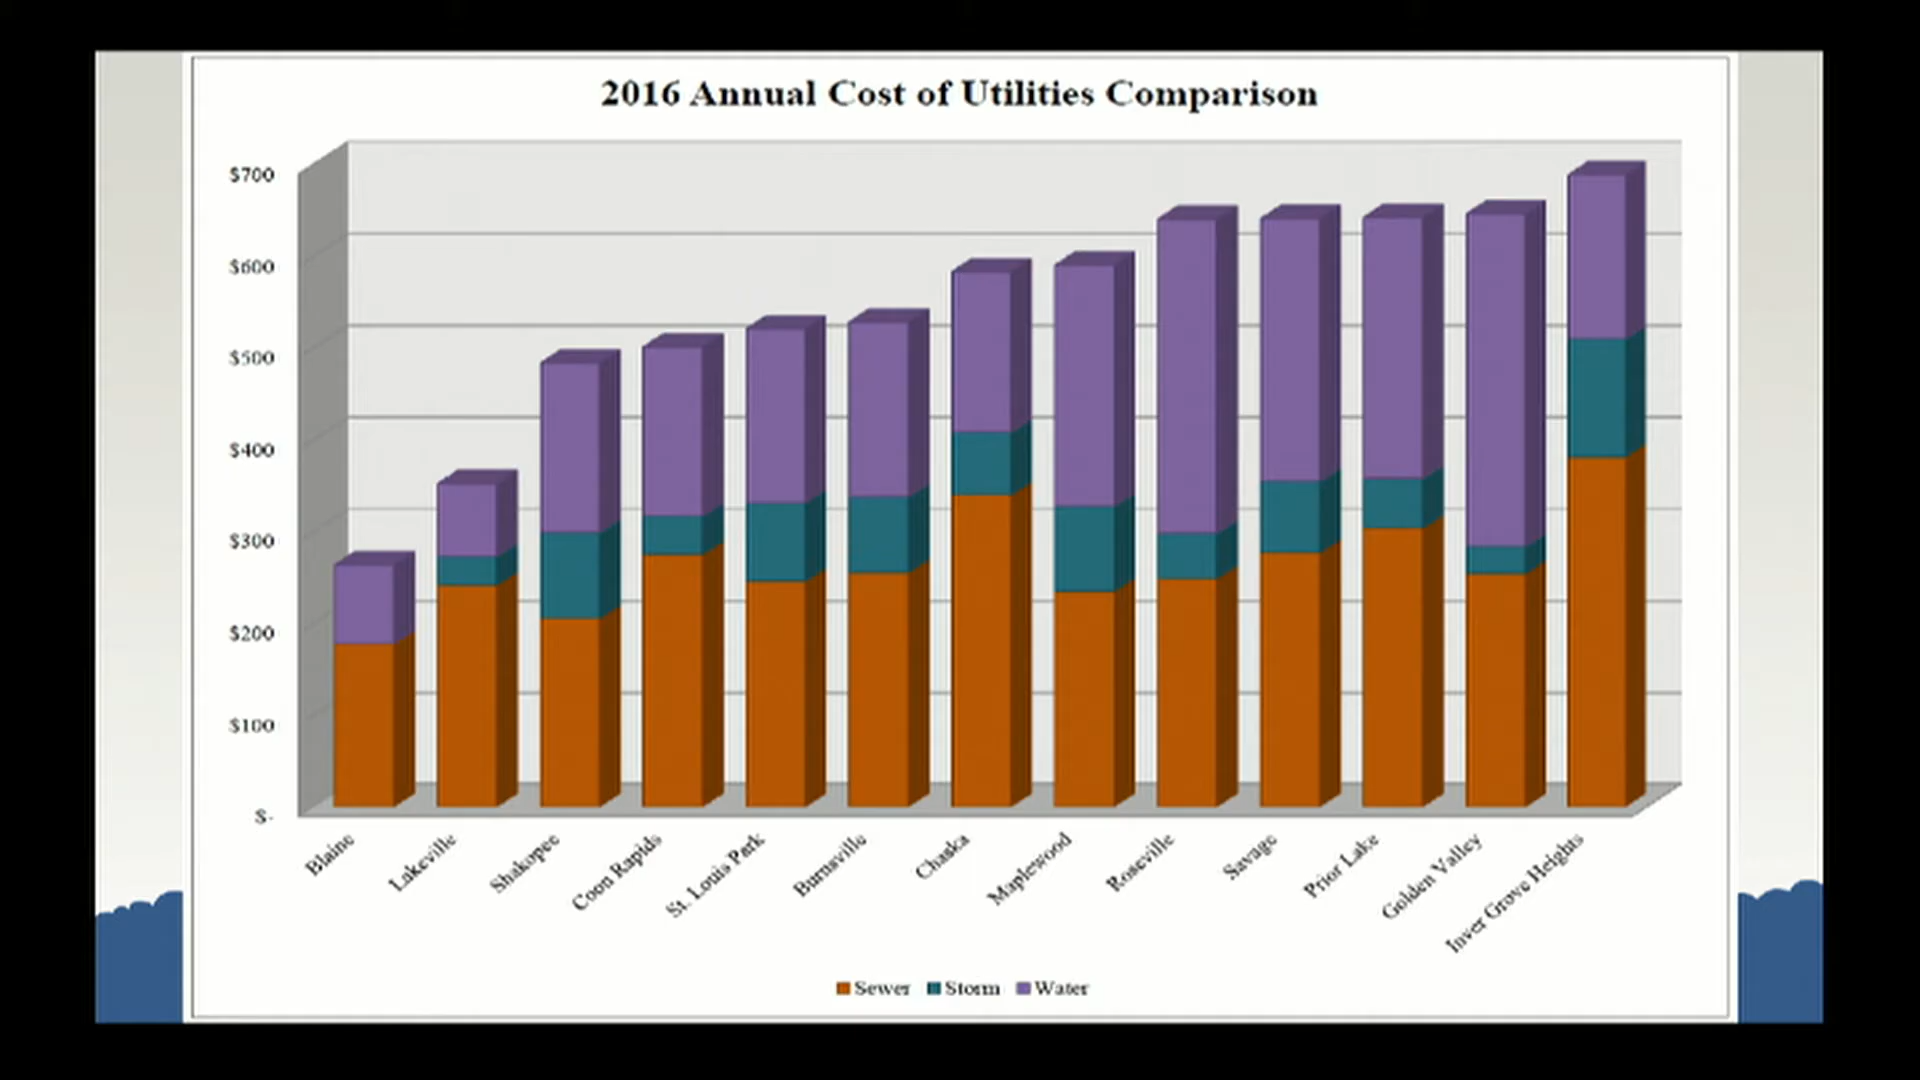 2016 Annual Cost of Utilities Comparison
$700
$600
$500
$400
$300
$200
$100
$-
Blaine
Lakeville
Shakopee
Coon Rapids
St. Louis Park
Burnsville
Chaska
Maplewood
Roseville
Savage
Prior Lake
Golden Valley
Inver Grove Heights
Sewer Storm Water